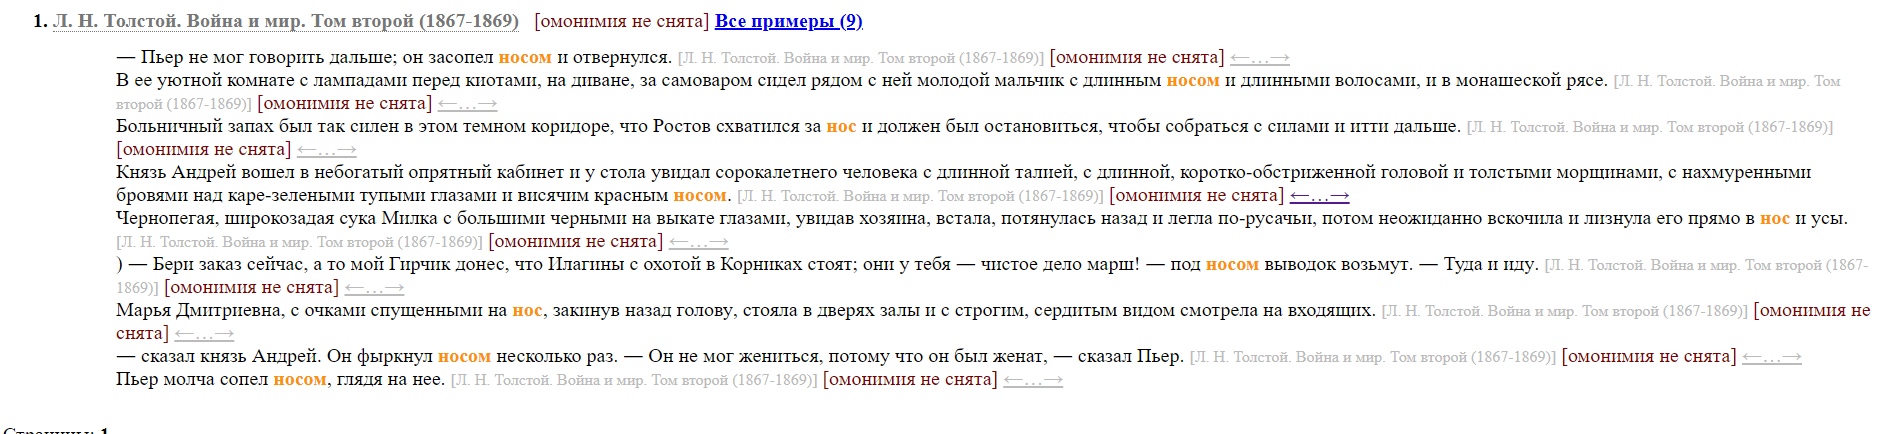 1. Л. Н. Толстой. Война и мир. Том второй (1867-1869) [омонимия не снята] Все примеры (9)
— Пьер не мог говорить дальше; он засопел носом и отвернулся. [Л. Н. Толстой. Война и мир. Том второй (1867-1869)] [омонимия не снята] ←…→
В ее уютной комнате с лампадами перед киотами, на диване, за самоваром сидел рядом с ней молодой мальчик с длинным носом и длинными волосами, и в монашеской рясе. [Л. Н. Толстой. Война и мир. Том
второй (1867-1869)] [омонимия не снята] ←…→
Больничный запах был так силен в этом темном коридоре, что Ростов схватился за нос и должен был остановиться, чтобы собраться с силами и итти дальше. [Л. Н. Толстой. Война и мир. Том второй (1867-1869)]
[омонимия не снята] ←…→
Князь Андрей вошел в небогатый опрятный кабинет и у стола увидал сорокалетнего человека с длинной талией, с длинной, коротко-обстриженной головой и толстыми морщинами, с нахмуренными
бровями над каре-зелеными тупыми глазами и висячим красным носом. [Л. Н. Толстой. Война и мир. Том второй (1867-1869)] [омонимия не снята] ←…→
Чернопегая, широкозадая сука Милка с большими черными на выкате глазами, увидав хозяина, встала, потянулась назад и легла по-русачьи, потом неожиданно вскочила и лизнула его прямо в нос и усы.
[Л. Н. Толстой. Война и мир. Том второй (1867-1869)] [омонимия не снята] ←…→
) — Бери заказ сейчас, а то мой Гирчик донес, что Илагины с охотой в Корниках стоят; они у тебя — чистое дело марш! — под носом выводок возьмут. — Туда и иду. [Л. Н. Толстой. Война и мир. Том второй (1867-
1869)] [омонимия не снята] ←…→
Марья Дмитриевна, с очками спущенными на нос, закинув назад голову, стояла в дверях залы и с строгим, сердитым видом смотрела на входящих. [Л. Н. Толстой. Война и мир. Том второй (1867-1869)] [омонимия не
снята] ←…→
— сказал князь Андрей. Он фыркнул носом несколько раз. — Он не мог жениться, потому что он был женат, — сказал Пьер. [Л. Н. Толстой. Война и мир. Том второй (1867-1869)] [омонимия не снята] ←…→
Пьер молча сопел носом, глядя на нее. [Л. Н. Толстой. Война и мир. Том второй (1867-1869)] [омонимия не снята] ←…→
Страницы: 1